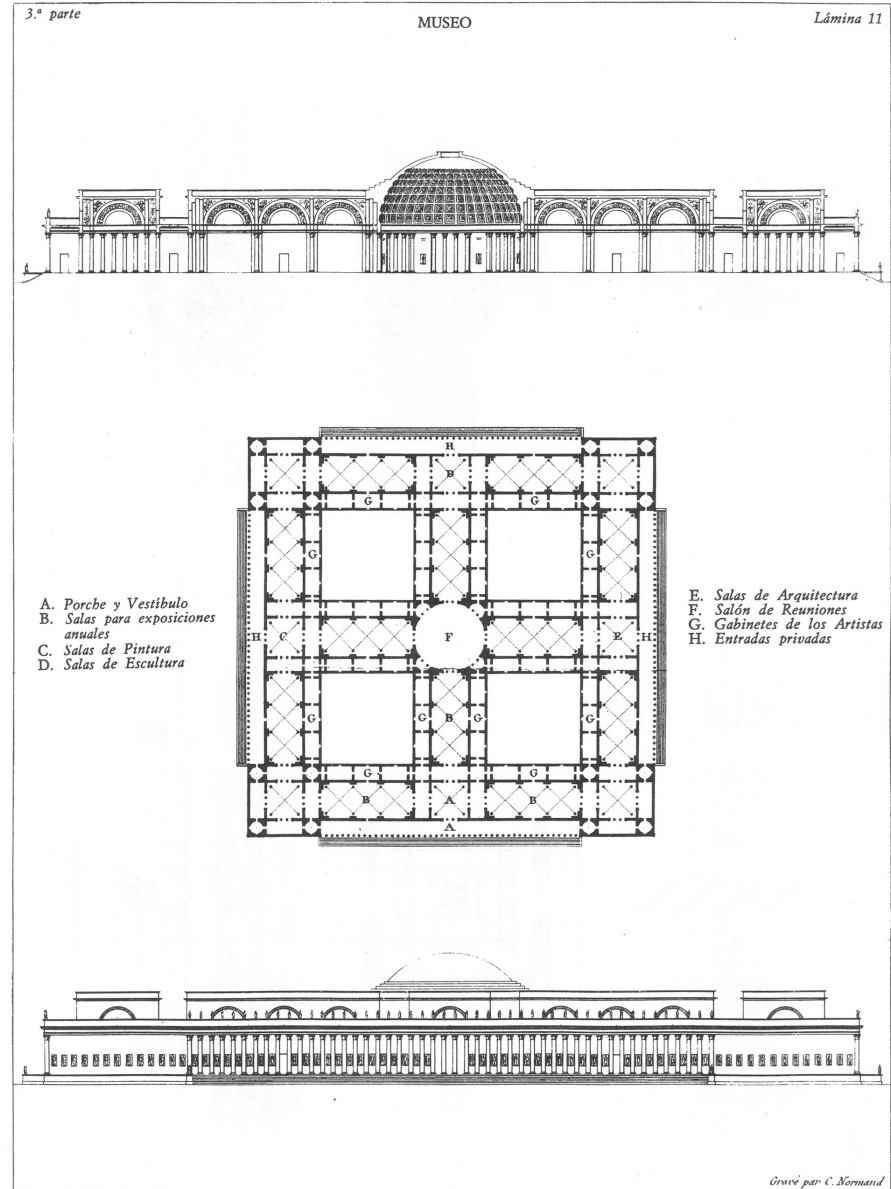 3.ª parte
MUSEO
Lámina 11
H
D
G G
G G
H C F E H
G G B G G
G G
B A B
A
A. Porche y Vestíbulo
B. Salas para exposiciones
anuales
C. Salas de Pintura
D. Salas de Escultura
E. Salas de Arquitectura
F. Salón de Reuniones
G. Gabinetes de los Artistas
H. Entradas privadas
Gravé par C. Normand